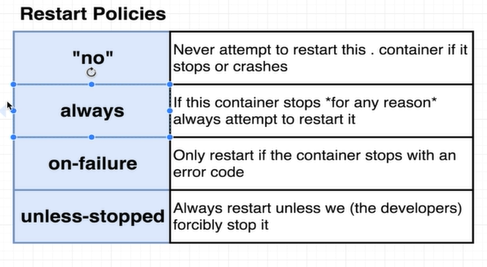 Restart Policies
"no"
Never attempt to restart this . container if it
stops or crashes
always
If this container stops *for any reason*
always attempt to restart it
on-failure
Only restart if the container stops with an
error code
unless-stopped
Always restart unless we (the developers)
forcibly stop it